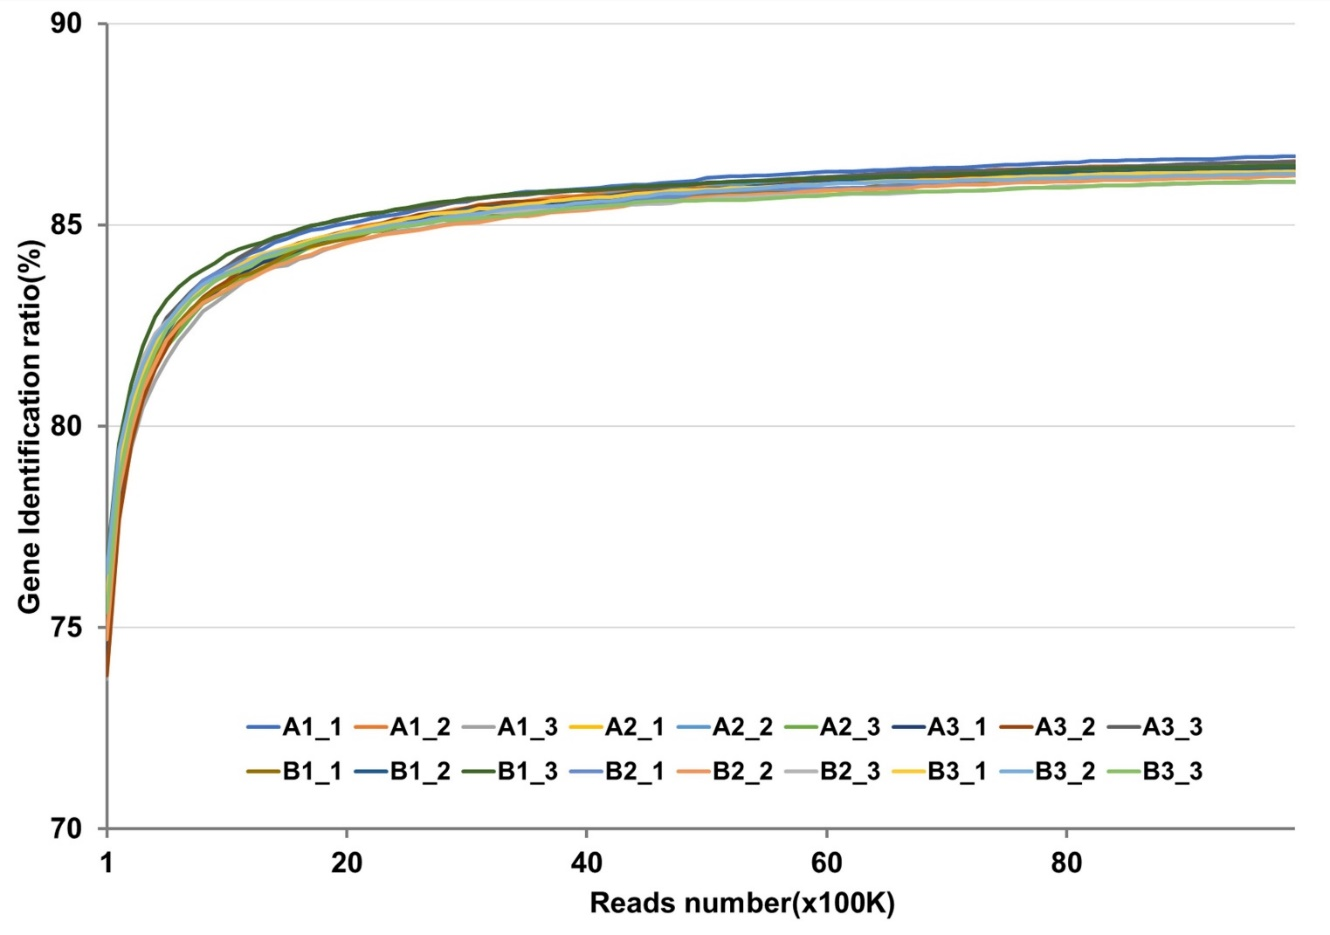 90
85
80
75
70
Gene Identification ratio(%)
A1_1 A1_2 A1_3 A2_1 A2_2 A2_3 A3_1 A3_2 A3_3
B1_1 B1_2 B1_3 B2_1 B2_2 B2_3 B3_1 B3_2 B3_3
1 20 40 60 80
Reads number(x100K)